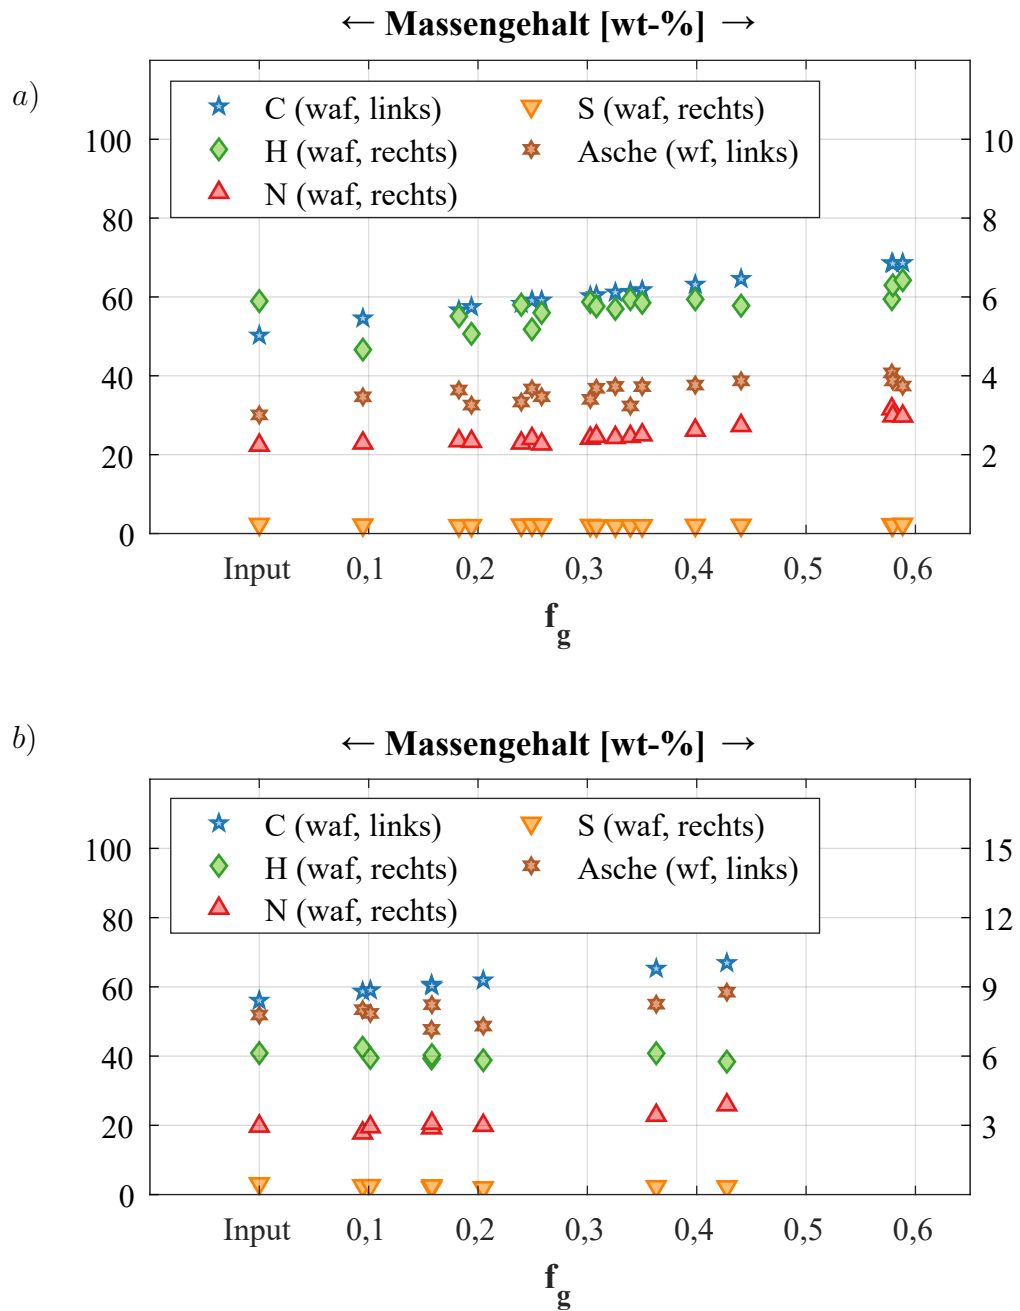 ← Massengehalt [wt-%] →
a)
C (waf, links)
S (waf, rechts)
H (waf, rechts)
Asche (wf, links)
N (waf, rechts)
100
80
60
40
20
0
10
8
6
4
2
Input 0,1 0,2 0,3 0,4 0,5 0,6
f_g
b)
← Massengehalt [wt-%] →
C (waf, links)
S (waf, rechts)
H (waf, rechts)
Asche (wf, links)
N (waf, rechts)
100
80
60
40
20
0
15
12
9
6
3
Input 0,1 0,2 0,3 0,4 0,5 0,6
f_g